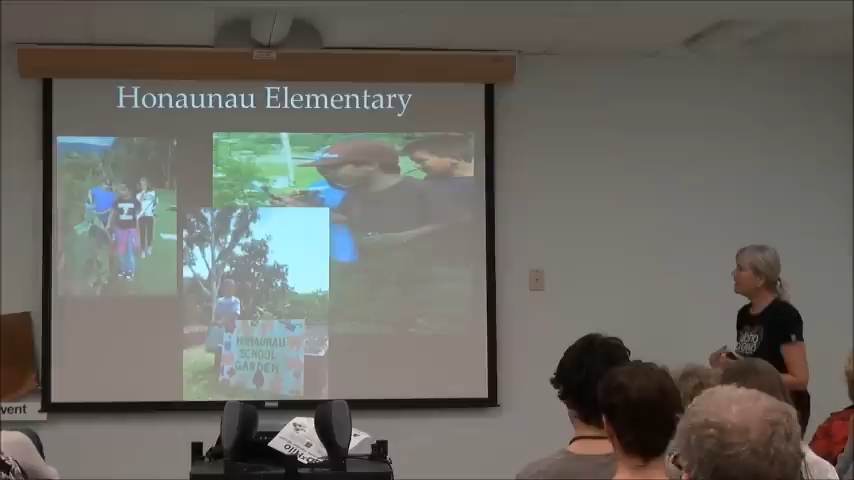 Honaunau Elementary
HONAUNAU
SCHOOL
GARDEN
vent